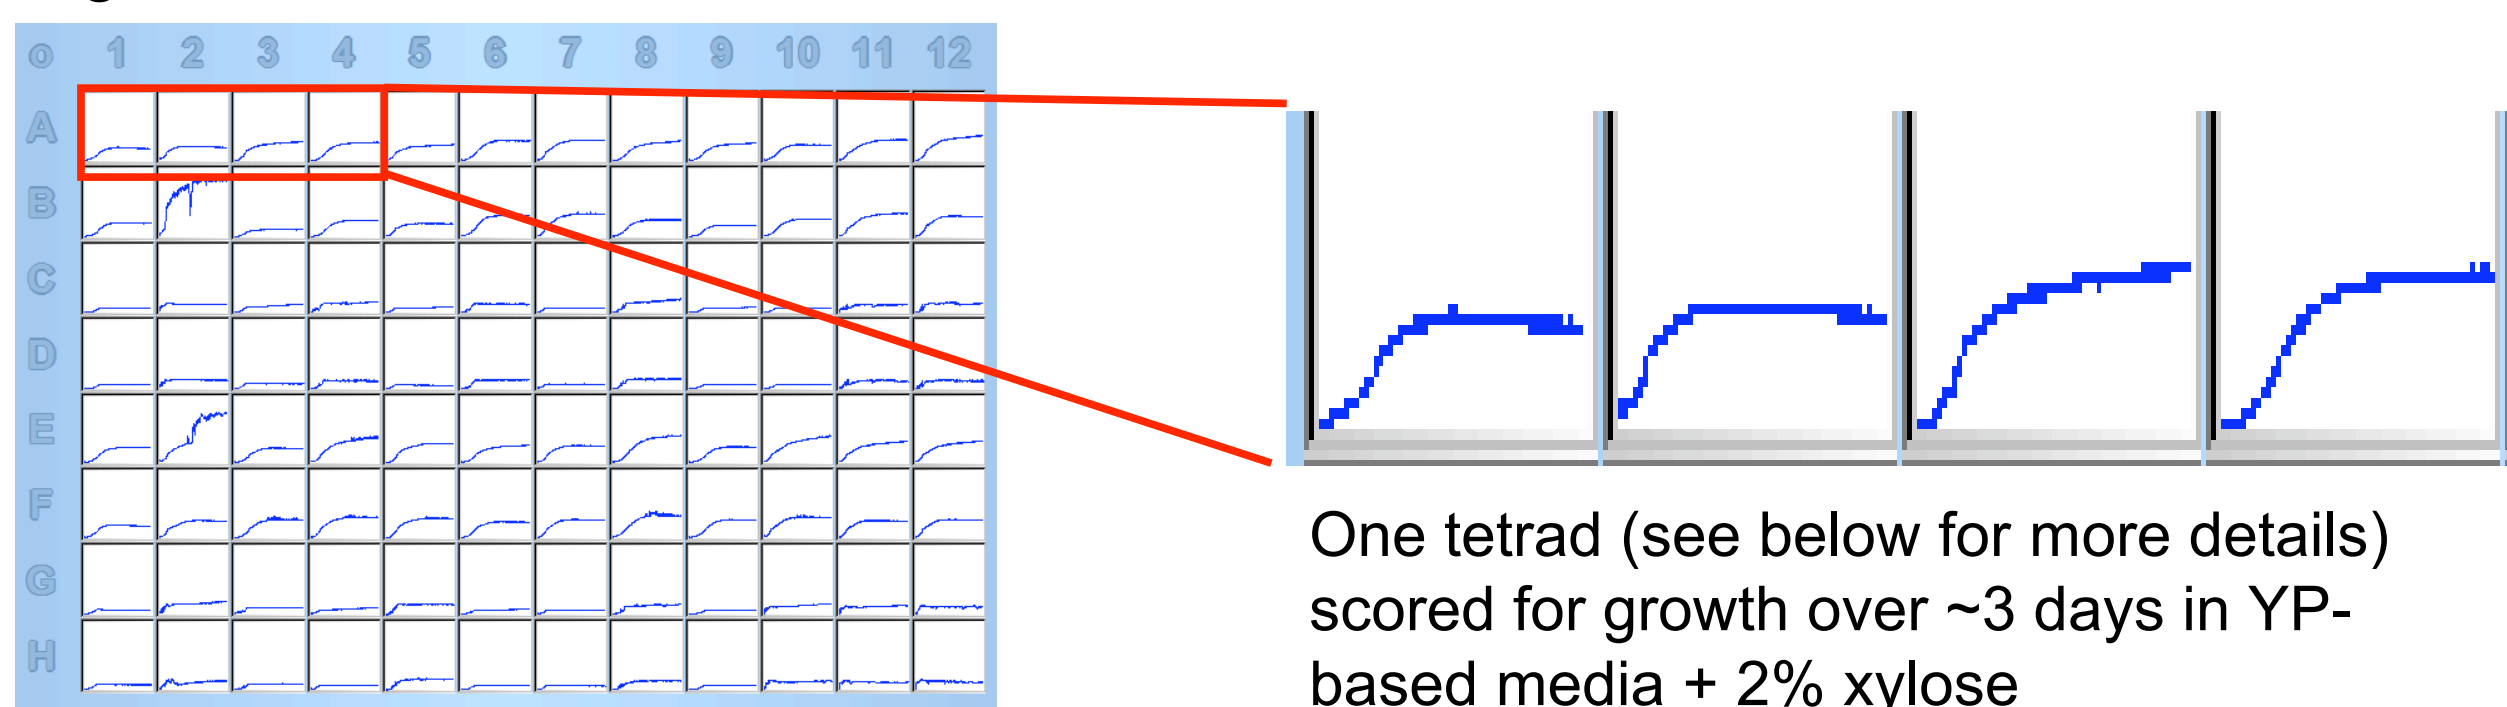 o 1 2 3 4 5 6 7 8 9 10 11 12
A
B
C
D
E
F
G
H
One tetrad (see below for more details)
scored for growth over ~3 days in YP-
based media + 2% xylose